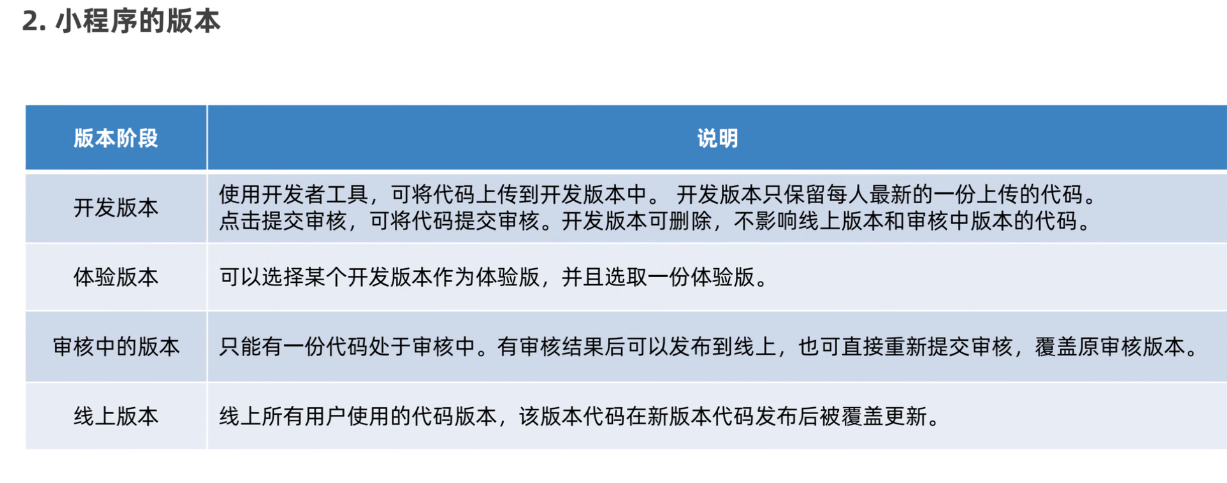 2. 小程序的版本
版本阶段 说明
开发版本
使用开发者工具，可将代码上传到开发版本中。 开发版本只保留每人最新的一份上传的代码。
点击提交审核，可将代码提交审核。开发版本可删除，不影响线上版本和审核中版本的代码。
体验版本 可以选择某个开发版本作为体验版，并且选取一份体验版。
审核中的版本 只能有一份代码处于审核中。有审核结果后可以发布到线上，也可直接重新提交审核，覆盖原审核版本。
线上版本 线上所有用户使用的代码版本，该版本代码在新版本代码发布后被覆盖更新。